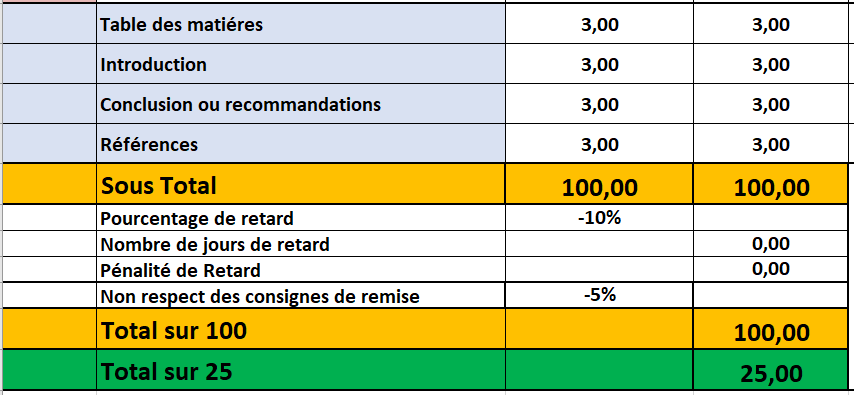 Table des matiéres 3,00 3,00
Introduction 3,00 3,00
Conclusion ou recommandations 3,00 3,00
Références 3,00 3,00
Sous Total 100,00 100,00
Pourcentage de retard -10%
Nombre de jours de retard 0,00
Pénalité de Retard 0,00
Non respect des consignes de remise -5%
Total sur 100 100,00
Total sur 25 25,00